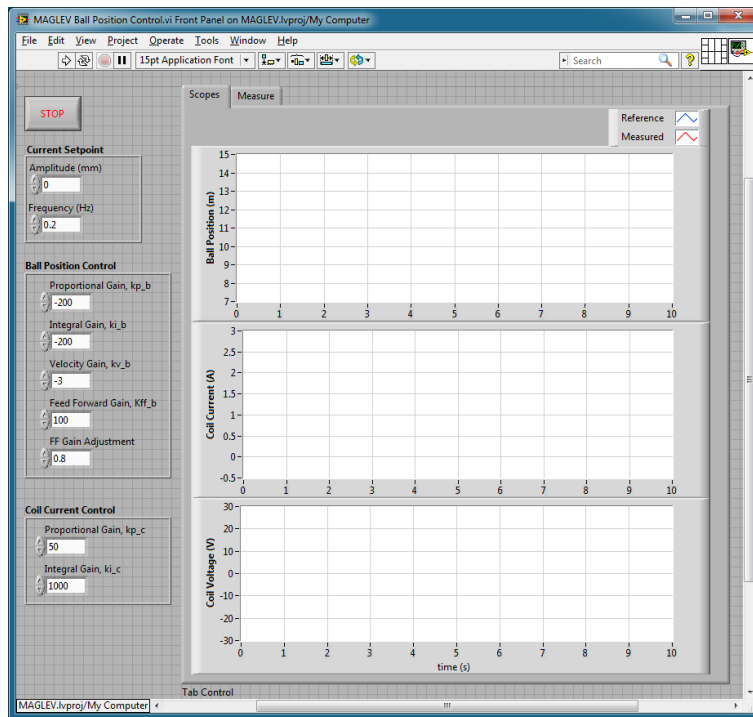 MAGLEV Ball Position Control.vi Front Panel on MAGLEV.lvproj/My Computer
File Edit View Project Operate Tools Window Help
15pt Application Font
Search
?
STOP
Current Setpoint
Amplitude (mm)
0
Frequency (Hz)
0.2
Ball Position Control
Proportional Gain, kp_b
-200
Integral Gain, ki_b
-200
Velocity Gain, kv_b
-3
Feed Forward Gain, Kff_b
100
FF Gain Adjustment
0.8
Coil Current Control
Proportional Gain, kp_c
50
Integral Gain, ki_c
1000
Scopes Measure
Reference
Measured
Ball Position (m)
15
14
13
12
11
10
9
8
7
0 1 2 3 4 5 6 7 8 9 10
Coil Current (A)
3
2.5
2
1.5
1
0.5
0
-0.5
0 1 2 3 4 5 6 7 8 9 10
Coil Voltage (V)
30
20
10
0
-10
-20
-30
0 1 2 3 4 5 6 7 8 9 10
time (s)
Tab Control
MAGLEV.lvproj/My Computer